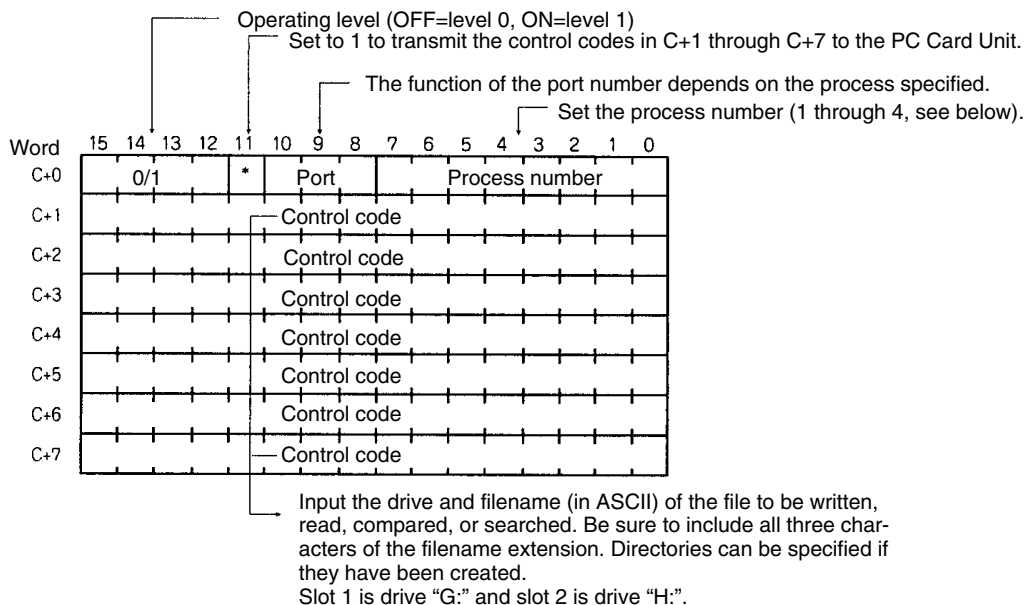 Operating level (OFF=level 0, ON=level 1)
Set to 1 to transmit the control codes in C+1 through C+7 to the PC Card Unit.
The function of the port number depends on the process specified.
Set the process number (1 through 4, see below).
Word 15 14 13 12 11 10 9 8 7 6 5 4 3 2 1 0
C+0 0/1 * Port Process number
C+1 Control code
C+2 Control code
C+3 Control code
C+4 Control code
C+5 Control code
C+6 Control code
C+7 Control code
Input the drive and filename (in ASCII) of the file to be written,
read, compared, or searched. Be sure to include all three char-
acters of the filename extension. Directories can be specified if
they have been created.
Slot 1 is drive “G:” and slot 2 is drive “H:”.